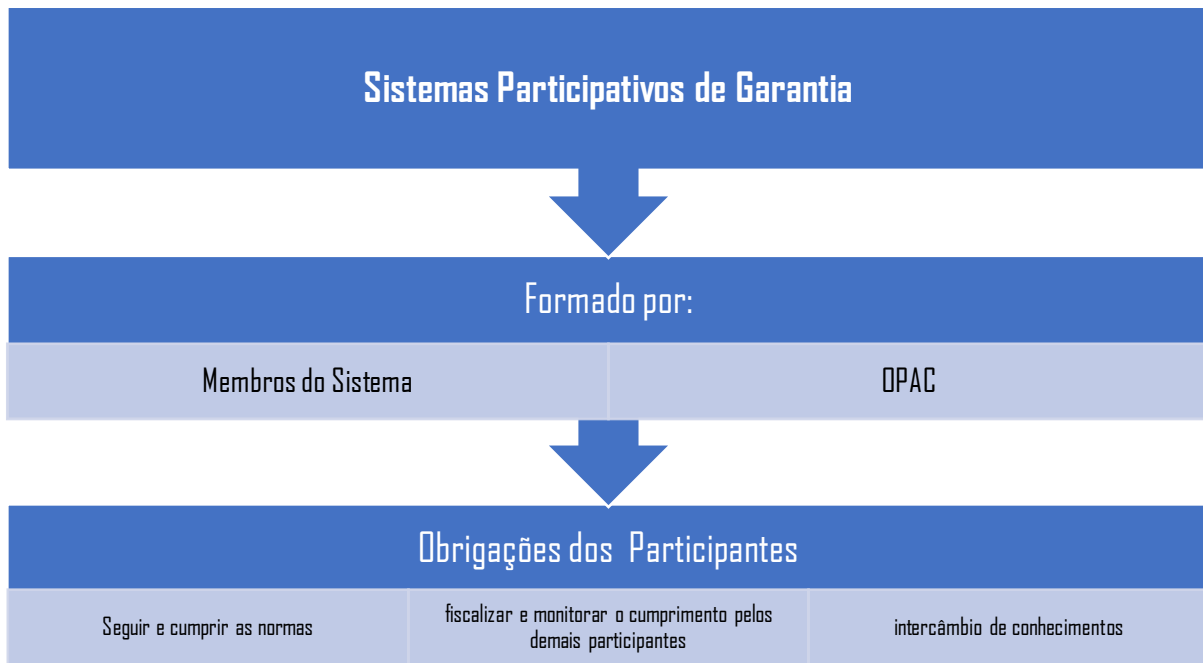 Sistemas Participativos de Garantia
Formado por:
Membros do Sistema
OPAC
Obrigações dos Participantes
Seguir e cumprir as normas
fiscalizar e monitorar o cumprimento pelos
demais participantes
intercâmbio de conhecimentos